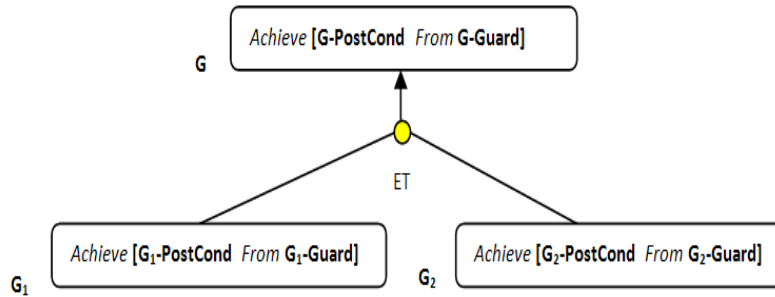 Achieve [G-PostCond From G-Guard]
G
ET
Achieve [G₁-PostCond From G₁-Guard]
Achieve [G₂-PostCond From G₂-Guard]
G₁
G₂